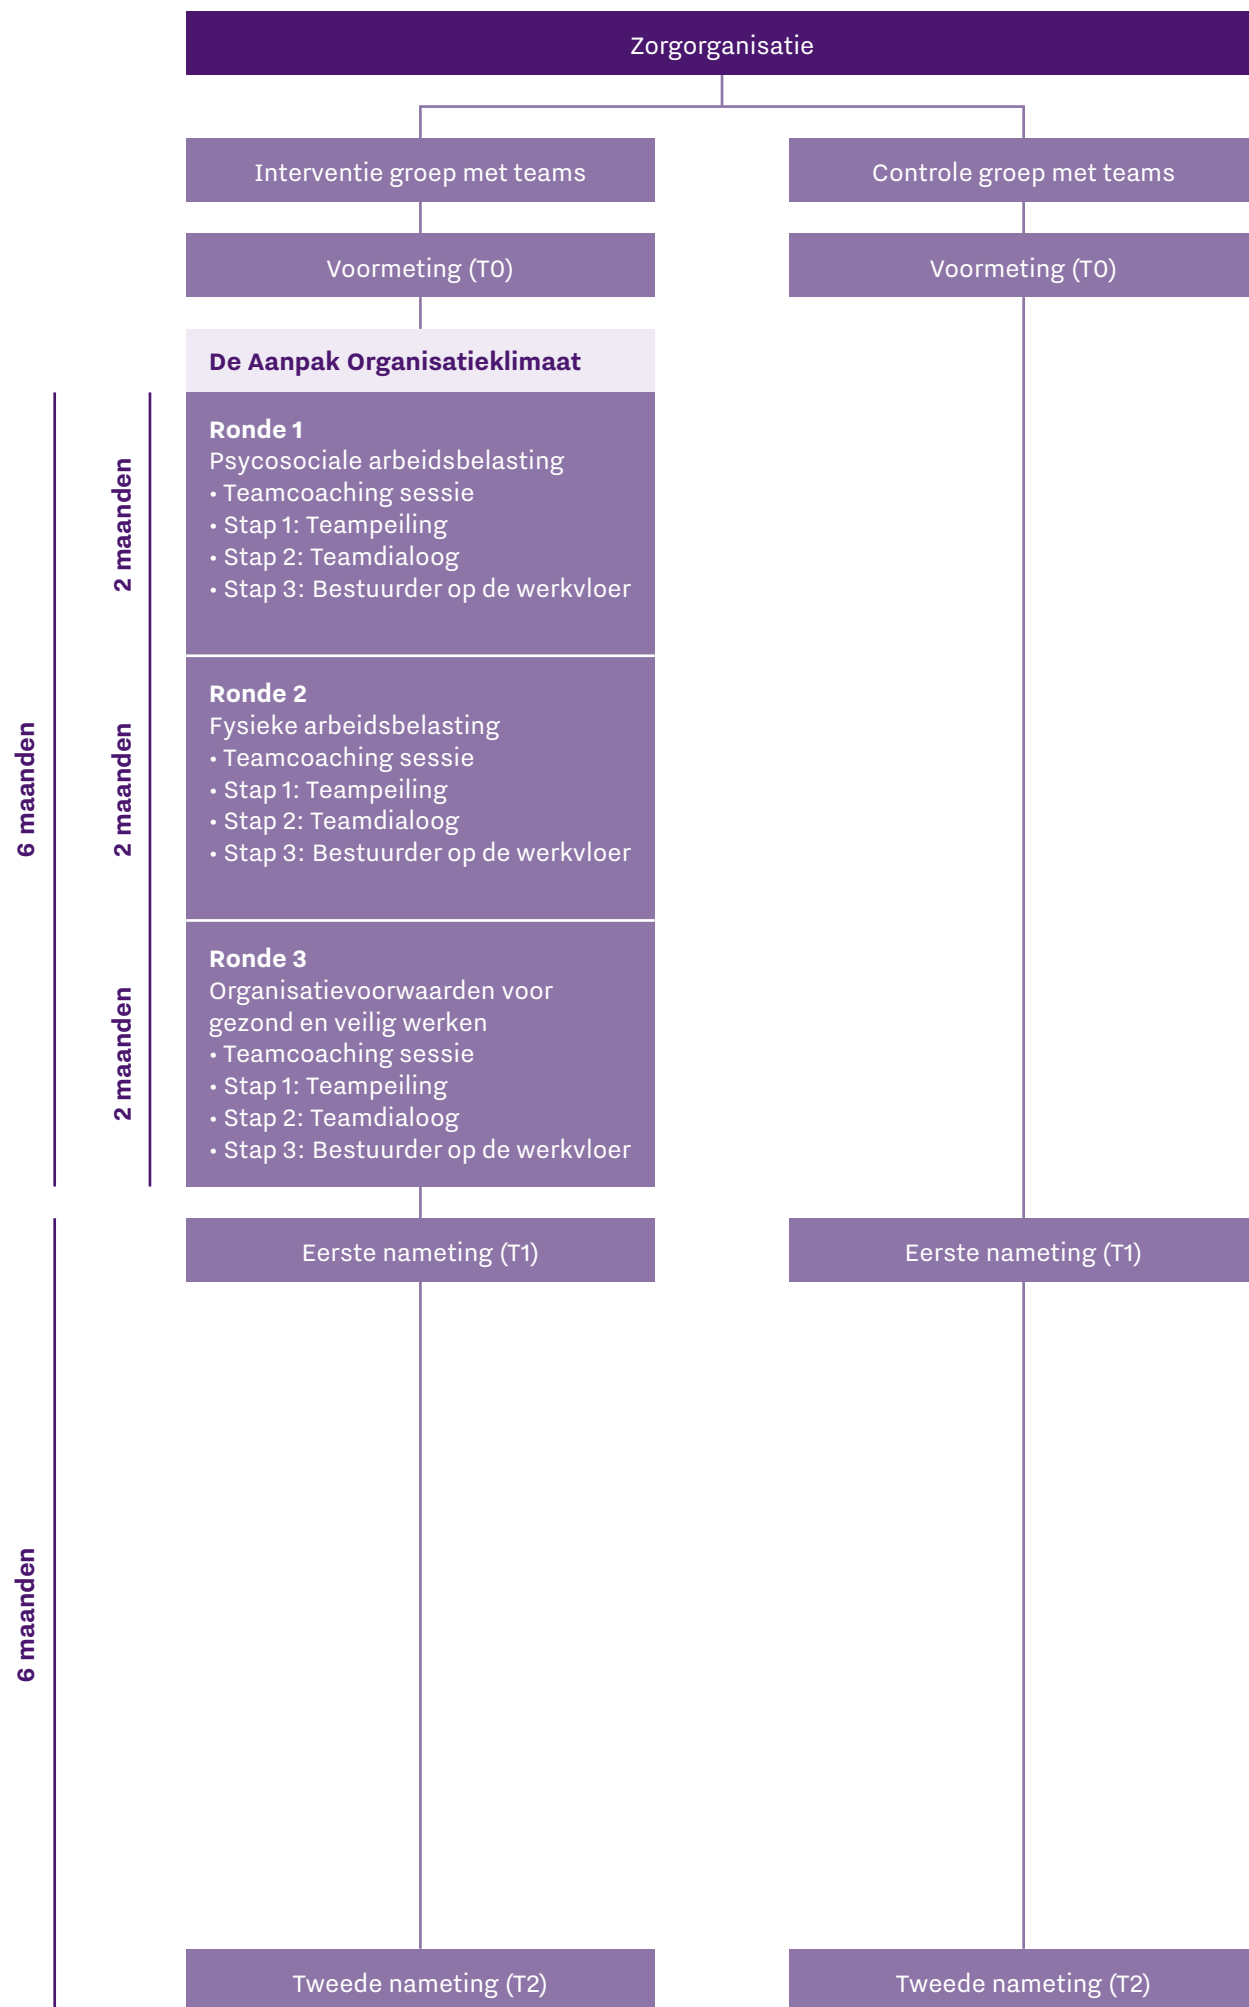 Zorgorganisatie
Interventie groep met teams
Controle groep met teams
Voormeting (T0)
Voormeting (T0)
De Aanpak Organisatieklimaat
6 maanden
2 maanden
Ronde 1
Psycosociale arbeidsbelasting
• Teamcoaching sessie
• Stap 1: Teampeiling
• Stap 2: Teamdialoog
• Stap 3: Bestuurder op de werkvloer
2 maanden
Ronde 2
Fysieke arbeidsbelasting
• Teamcoaching sessie
• Stap 1: Teampeiling
• Stap 2: Teamdialoog
• Stap 3: Bestuurder op de werkvloer
2 maanden
Ronde 3
Organisatievoorwaarden voor
gezond en veilig werken
• Teamcoaching sessie
• Stap 1: Teampeiling
• Stap 2: Teamdialoog
• Stap 3: Bestuurder op de werkvloer
Eerste nameting (T1)
Eerste nameting (T1)
6 maanden
Tweede nameting (T2)
Tweede nameting (T2)